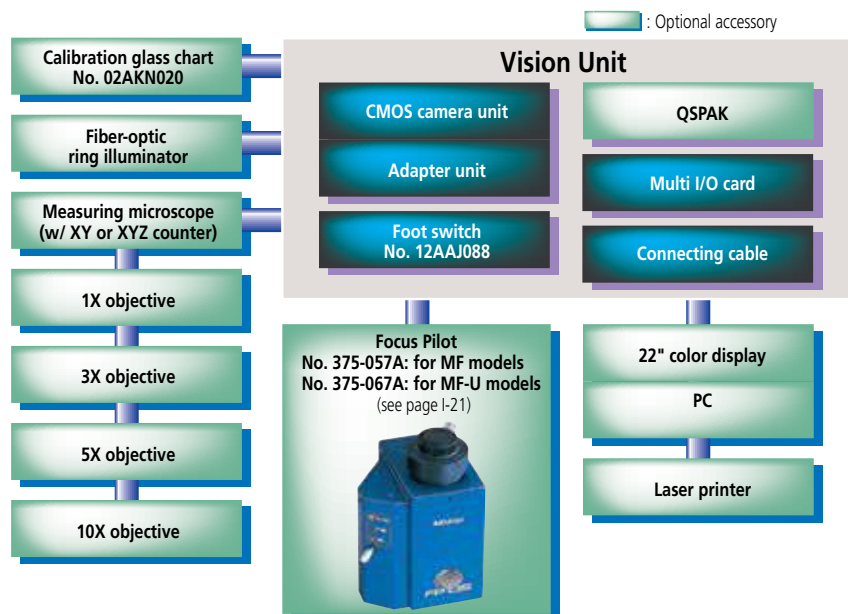 : Optional accessory
Calibration glass chart
No. 02AKN020
Fiber-optic
ring illuminator
Measuring microscope
(w/ XY or XYZ counter)
1X objective
3X objective
5X objective
10X objective
Vision Unit
CMOS camera unit
Adapter unit
Foot switch
No. 12AAJ088
QSPAK
Multi I/O card
Connecting cable
Focus Pilot
No. 375-057A: for MF models
No. 375-067A: for MF-U models
(see page I-21)
22" color display
PC
Laser printer